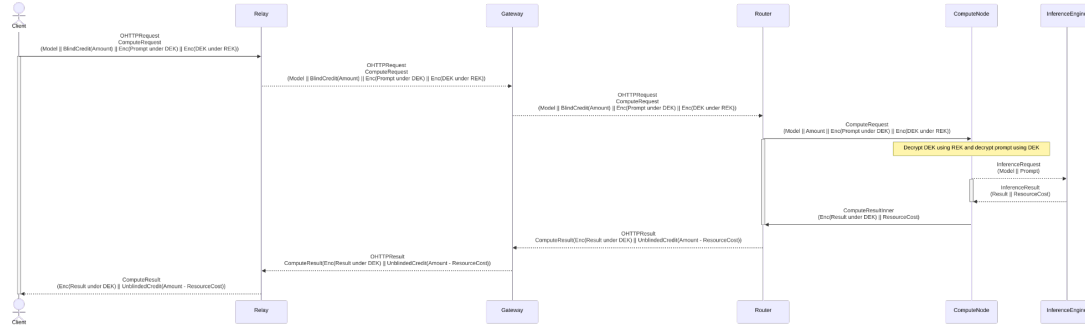 Client
Relay
Gateway
Router
ComputeNode
InferenceEngine
OHTTPRequest
ComputeRequest
(Model || BlindCredit(Amount) || Enc(Prompt under DEK) || Enc(DEK under REK))
OHTTPRequest
ComputeRequest
(Model || BlindCredit(Amount) || Enc(Prompt under DEK) || Enc(DEK under REK))
OHTTPRequest
ComputeRequest
(Model || BlindCredit(Amount) || Enc(Prompt under DEK) || Enc(DEK under REK))
ComputeRequest
(Model || Amount || Enc(Prompt under DEK) || Enc(DEK under REK))
Decrypt DEK using REK and decrypt prompt using DEK
InferenceRequest
(Model || Prompt)
InferenceResult
(Result || ResourceCost)
ComputeResultInner
(Enc(Result under DEK) || ResourceCost)
OHTTPResult
ComputeResult(Enc(Result under DEK) || UnblindedCredit(Amount - ResourceCost))
OHTTPResult
ComputeResult(Enc(Result under DEK) || UnblindedCredit(Amount - ResourceCost))
ComputeResult
(Enc(Result under DEK) || UnblindedCredit(Amount - ResourceCost))
Client
Relay
Gateway
Router
ComputeNode
InferenceEngine